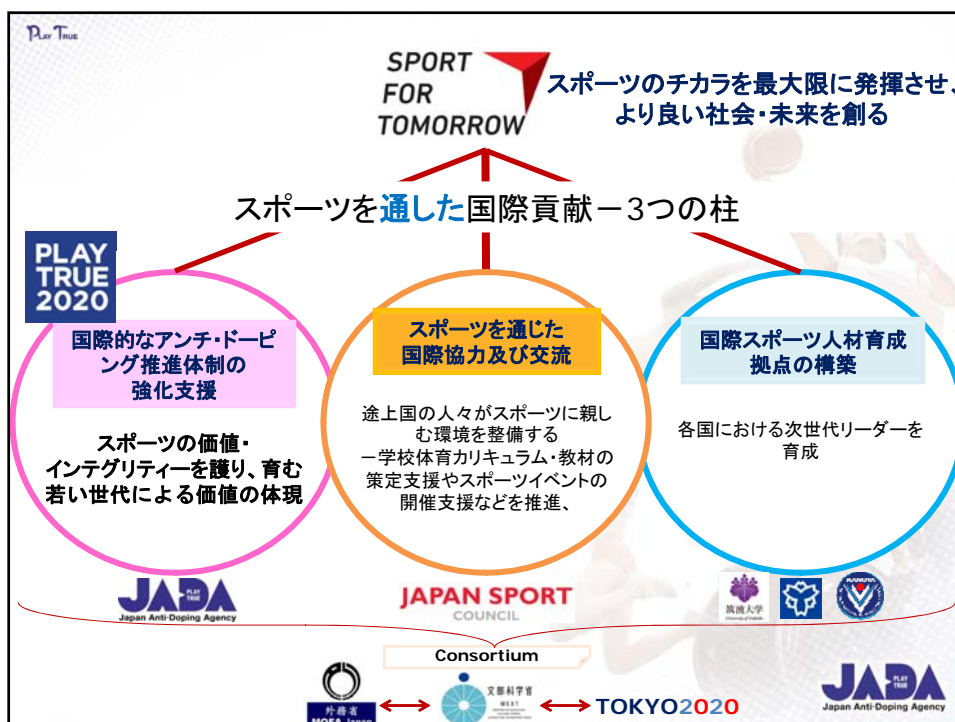 PLAY TRUE
SPORT
FOR
TOMORROW
スポーツのチカラを最大限に発揮させ、
より良い社会・未来を創る
スポーツを通した国際貢献－3つの柱
PLAY
TRUE
2020
国際的なアンチ・ドーピ
ング推進体制の
強化支援
スポーツの価値・
インテグリティーを護り、育む
若い世代による価値の体現
スポーツを通じた
国際協力及び交流
途上国の人々がスポーツに親し
む環境を整備する
－学校体育カリキュラム・教材の
策定支援やスポーツイベントの
開催支援などを推進、
国際スポーツ人材育成
拠点の構築
各国における次世代リーダーを
育成
JADA
PLAY
TRUE
Japan Anti-Doping Agency
JAPAN SPORT
COUNCIL
筑波大学
University of Tsukuba
KANOYA
Consortium
外務省
MOFA Japan
文部科学省
MEXT
TOKYO2020
JADA
PLAY
TRUE
Japan Anti-Doping Agency